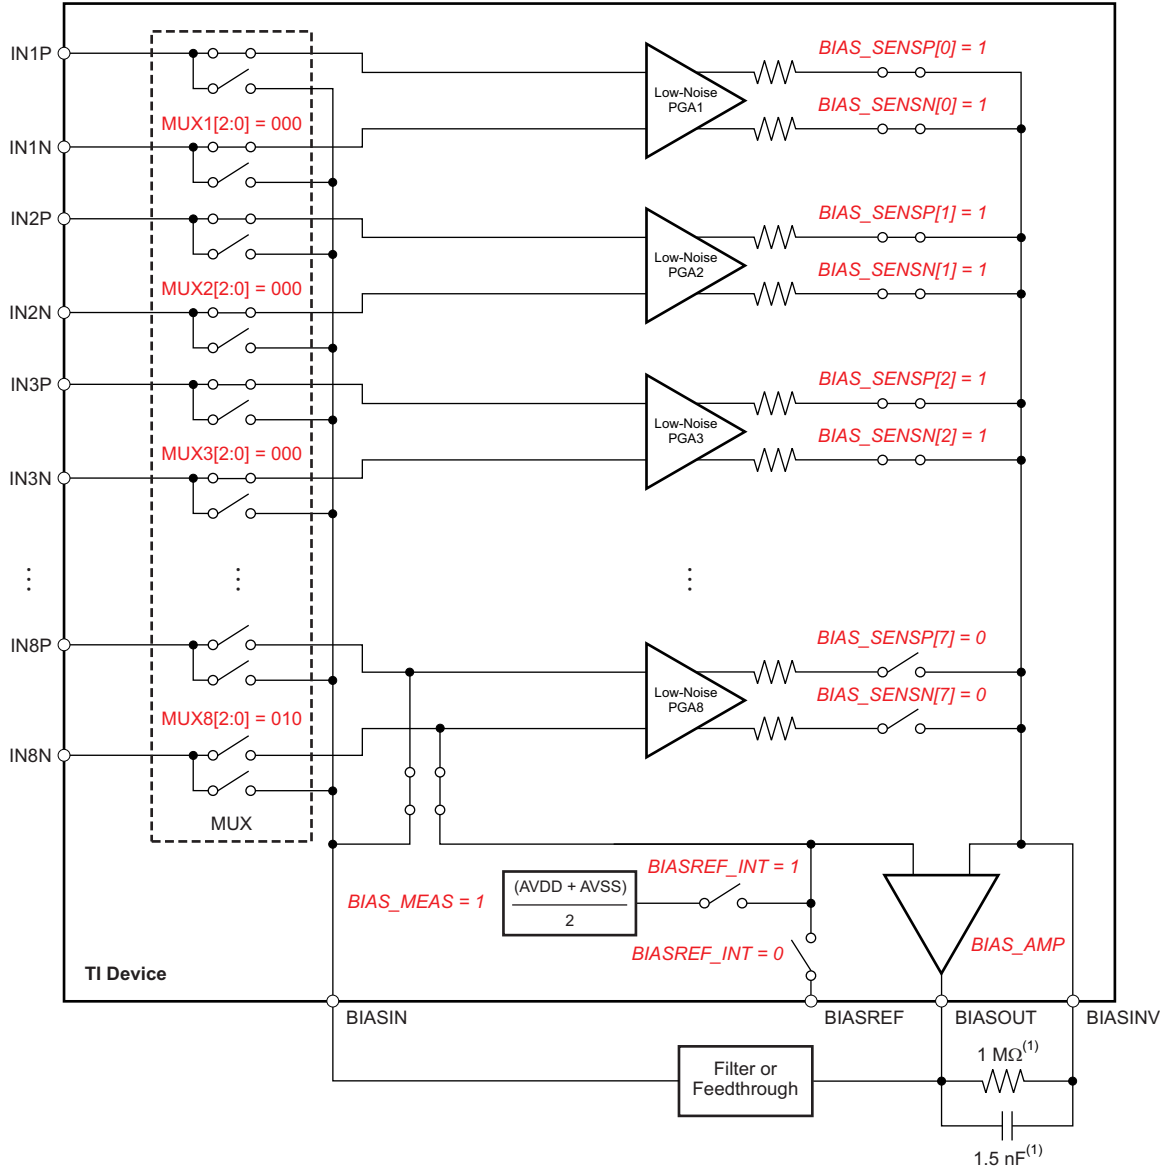 IN1P
BIAS_SENSP[0] = 1
Low-Noise
PGA1
BIAS_SENSN[0] = 1
MUX1[2:0] = 000
IN1N
IN2P
BIAS_SENSP[1] = 1
Low-Noise
PGA2
BIAS_SENSN[1] = 1
MUX2[2:0] = 000
IN2N
IN3P
BIAS_SENSP[2] = 1
Low-Noise
PGA3
BIAS_SENSN[2] = 1
MUX3[2:0] = 000
IN3N
IN8P
BIAS_SENSP[7] = 0
Low-Noise
PGA8
BIAS_SENSN[7] = 0
MUX8[2:0] = 010
IN8N
MUX
BIASREF_INT = 1
(AVDD + AVSS)
2
BIAS_MEAS = 1
BIASREF_INT = 0
BIAS_AMP
TI Device
BIASIN
BIASREF
BIASOUT
BIASINV
1 MΩ(1)
Filter or
Feedthrough
1.5 nF(1)